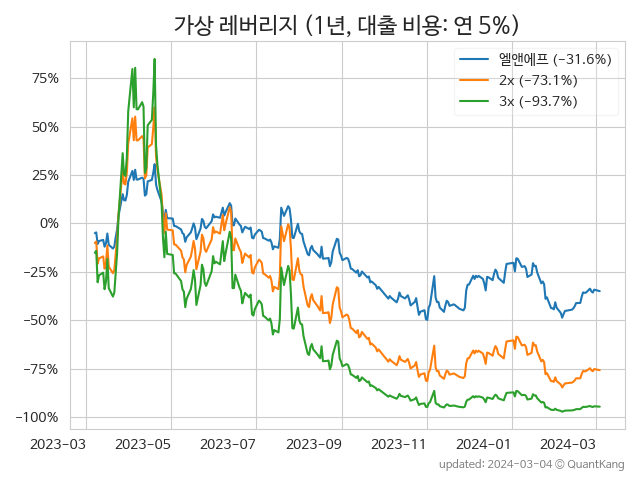 가상 레버리지 (1년, 대출 비용: 연 5%)
엘앤에프 (−31.6%)
2x (−73.1%)
3x (−93.7%)
75%
50%
25%
0%
−25%
−50%
−75%
−100%
2023-03 2023-05 2023-07 2023-09 2023-11 2024-01 2024-03
updated: 2024-03-04 © QuantKang